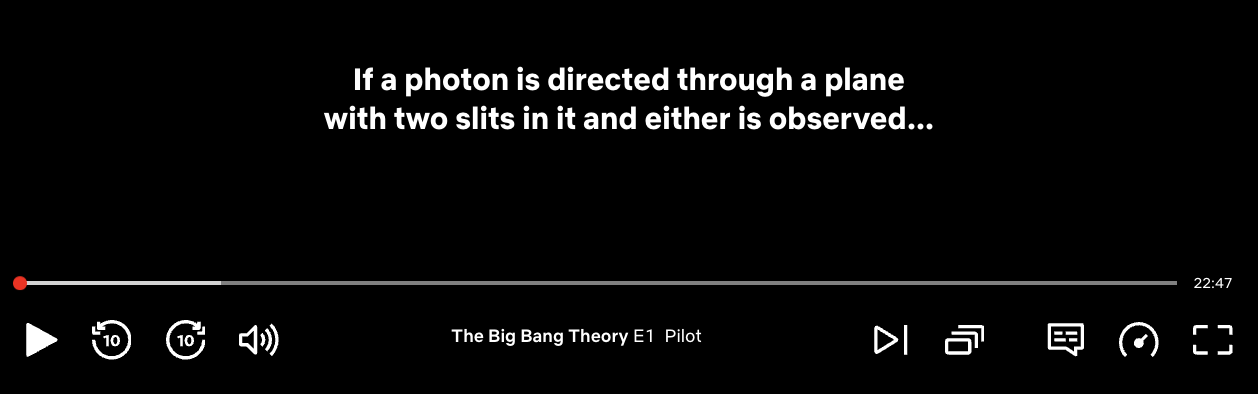 If a photon is directed through a plane
with two slits in it and either is observed...
22:47
10 10 The Big Bang Theory E1 Pilot